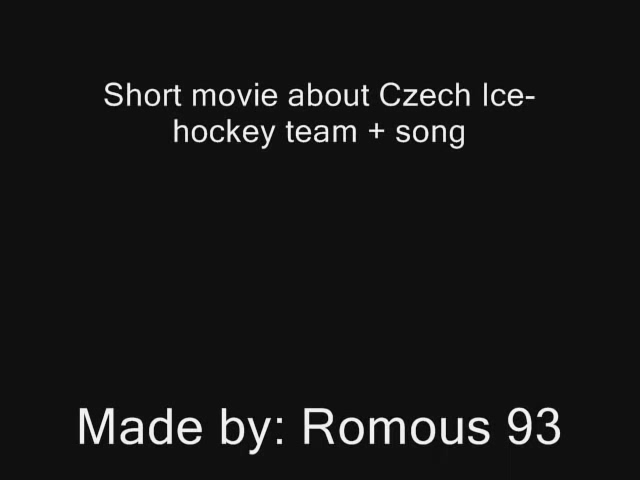 Short movie about Czech Ice-
hockey team + song
Made by: Romous 93